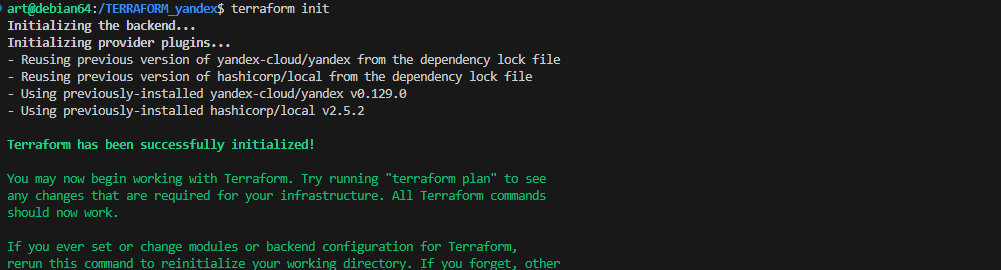 art@debian64:/TERRAFORM_yandex$ terraform init
Initializing the backend...
Initializing provider plugins...
- Reusing previous version of yandex-cloud/yandex from the dependency lock file
- Reusing previous version of hashicorp/local from the dependency lock file
- Using previously-installed yandex-cloud/yandex v0.129.0
- Using previously-installed hashicorp/local v2.5.2
Terraform has been successfully initialized!
You may now begin working with Terraform. Try running "terraform plan" to see
any changes that are required for your infrastructure. All Terraform commands
should now work.
If you ever set or change modules or backend configuration for Terraform,
rerun this command to reinitialize your working directory. If you forget, other